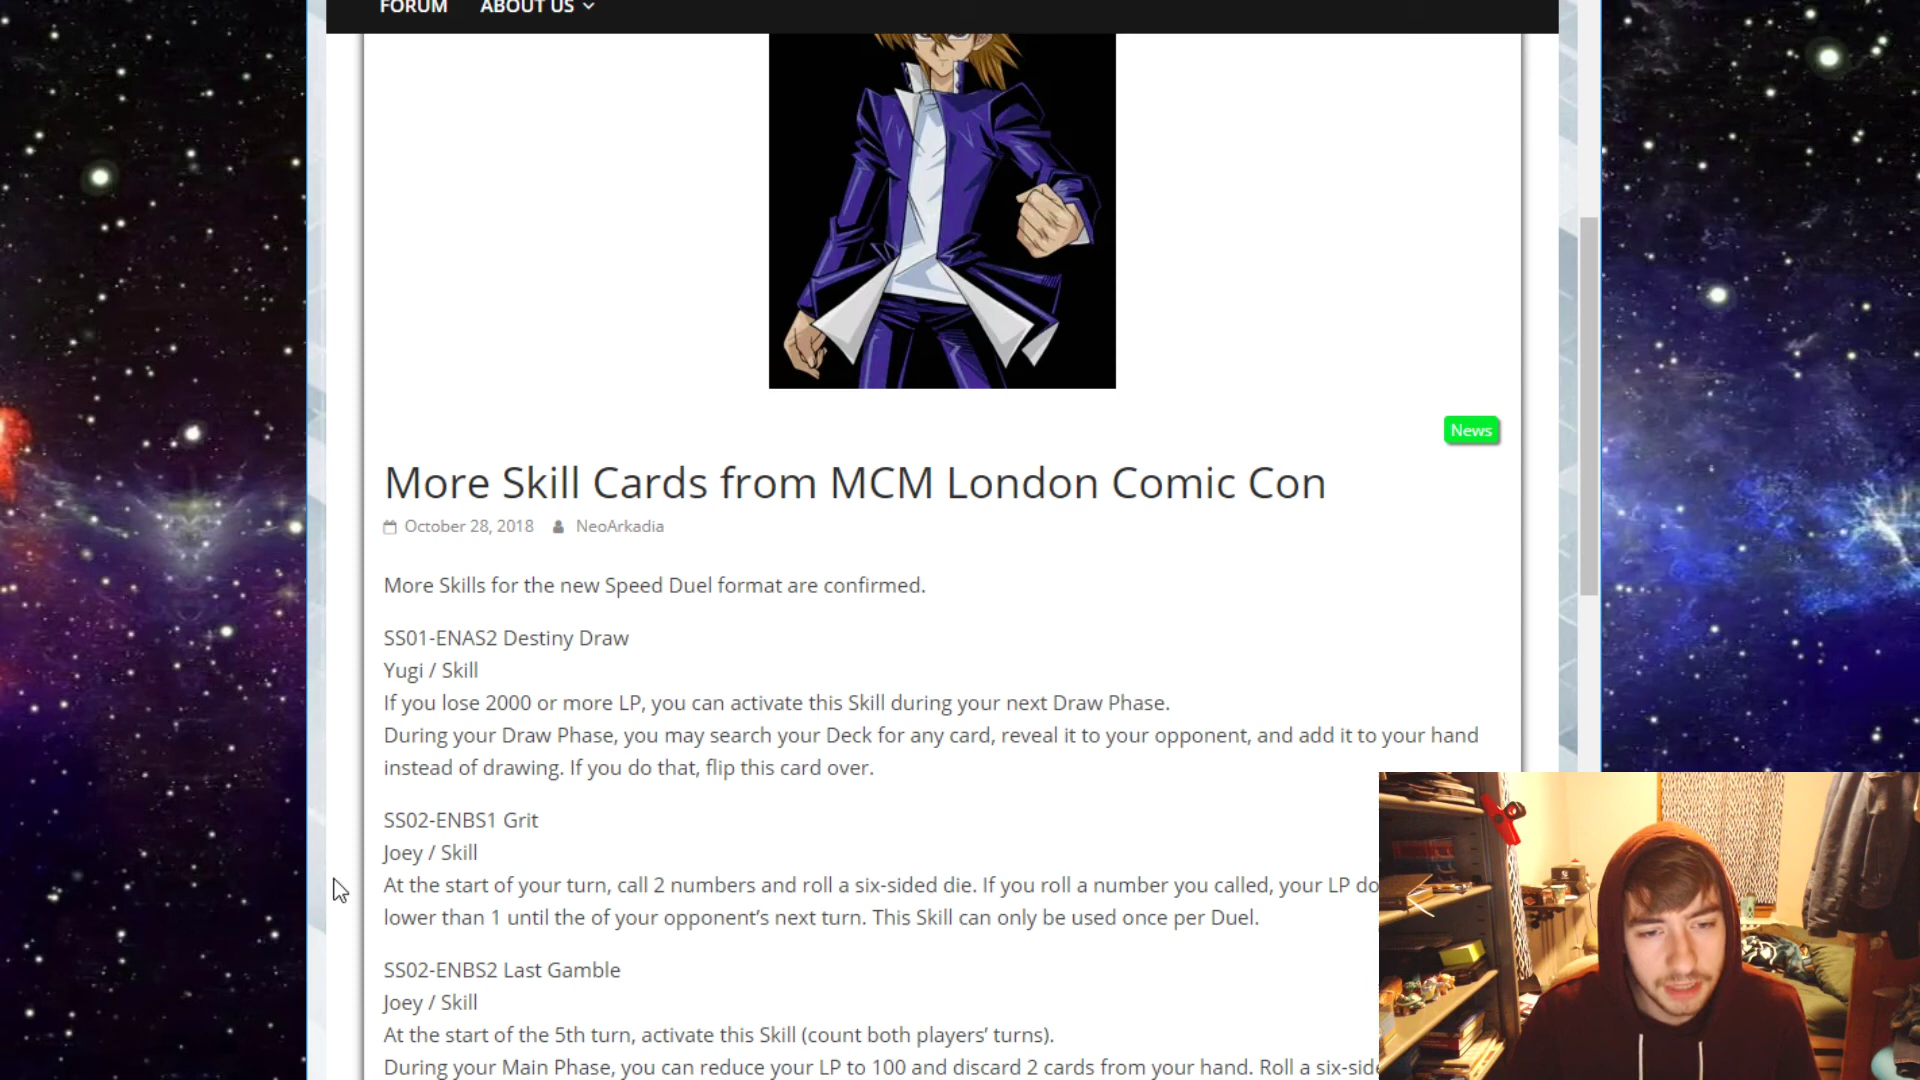 FORUM ABOUT US
News
More Skill Cards from MCM London Comic Con
October 28, 2018 NeoArkadia
More Skills for the new Speed Duel format are confirmed.
SS01-ENAS2 Destiny Draw
Yugi / Skill
If you lose 2000 or more LP, you can activate this Skill during your next Draw Phase.
During your Draw Phase, you may search your Deck for any card, reveal it to your opponent, and add it to your hand
instead of drawing. If you do that, flip this card over.
SS02-ENBS1 Grit
Joey / Skill
At the start of your turn, call 2 numbers and roll a six-sided die. If you roll a number you called, your LP do
lower than 1 until the of your opponent’s next turn. This Skill can only be used once per Duel.
SS02-ENBS2 Last Gamble
Joey / Skill
At the start of the 5th turn, activate this Skill (count both players’ turns).
During your Main Phase, you can reduce your LP to 100 and discard 2 cards from your hand. Roll a six-side